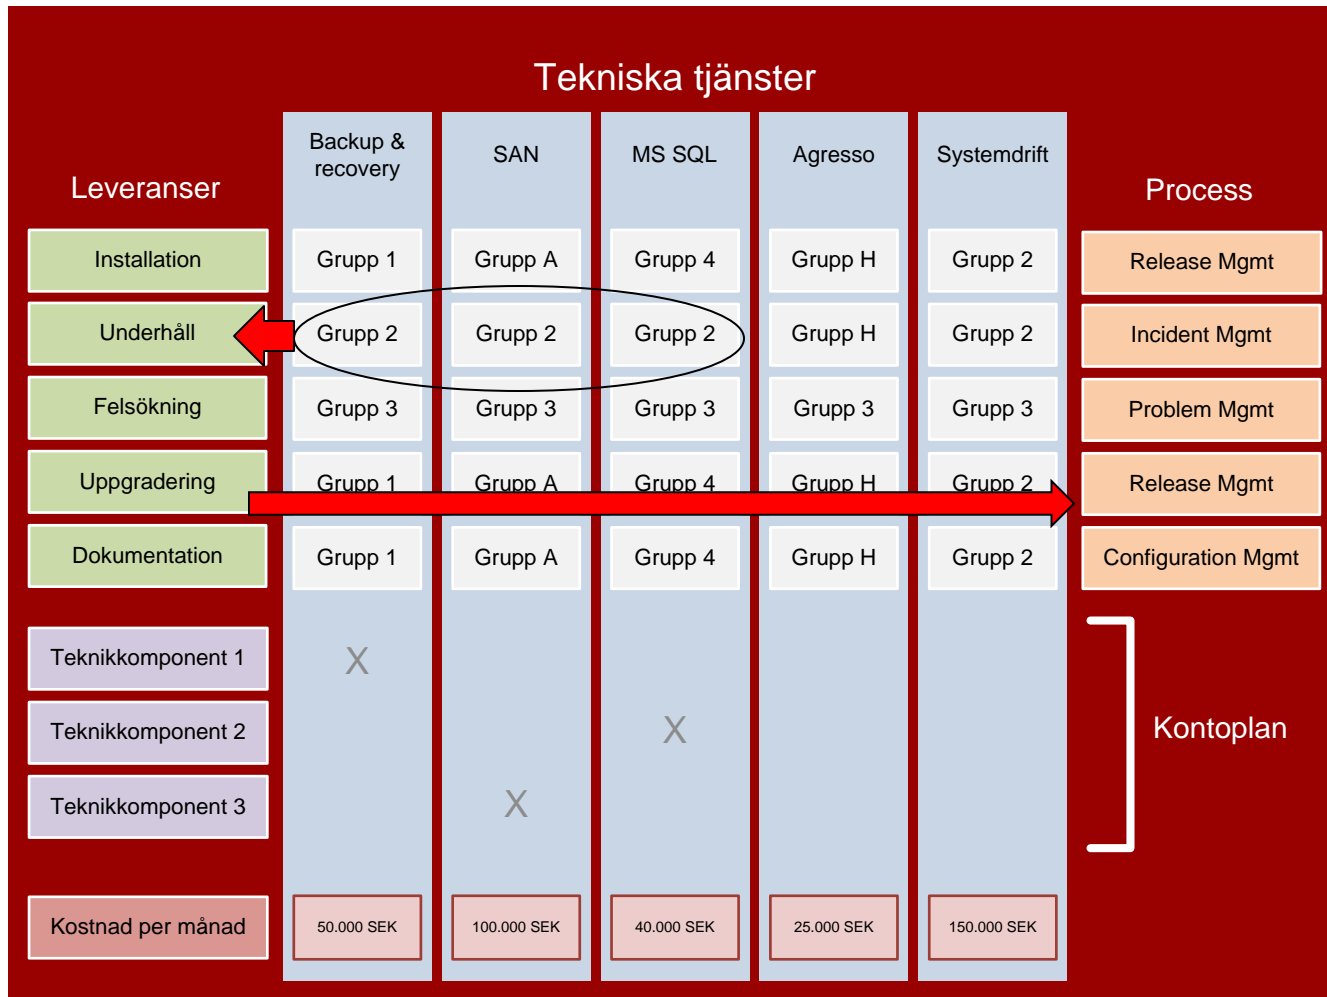 Tekniska tjänster
Backup &
recovery
SAN
MS SQL
Agresso
Systemdrift
Leveranser
Process
Installation
Grupp 1
Grupp A
Grupp 4
Grupp H
Grupp 2
Release Mgmt
Underhåll
Grupp 2
Grupp 2
Grupp 2
Grupp H
Grupp 2
Incident Mgmt
Felsökning
Grupp 3
Grupp 3
Grupp 3
Grupp 3
Grupp 3
Problem Mgmt
Uppgradering
Grupp 1
Grupp A
Grupp 4
Grupp H
Grupp 2
Release Mgmt
Dokumentation
Grupp 1
Grupp A
Grupp 4
Grupp H
Grupp 2
Configuration Mgmt
Teknikkomponent 1
X
Teknikkomponent 2
X
Kontoplan
Teknikkomponent 3
X
Kostnad per månad
50.000 SEK
100.000 SEK
40.000 SEK
25.000 SEK
150.000 SEK